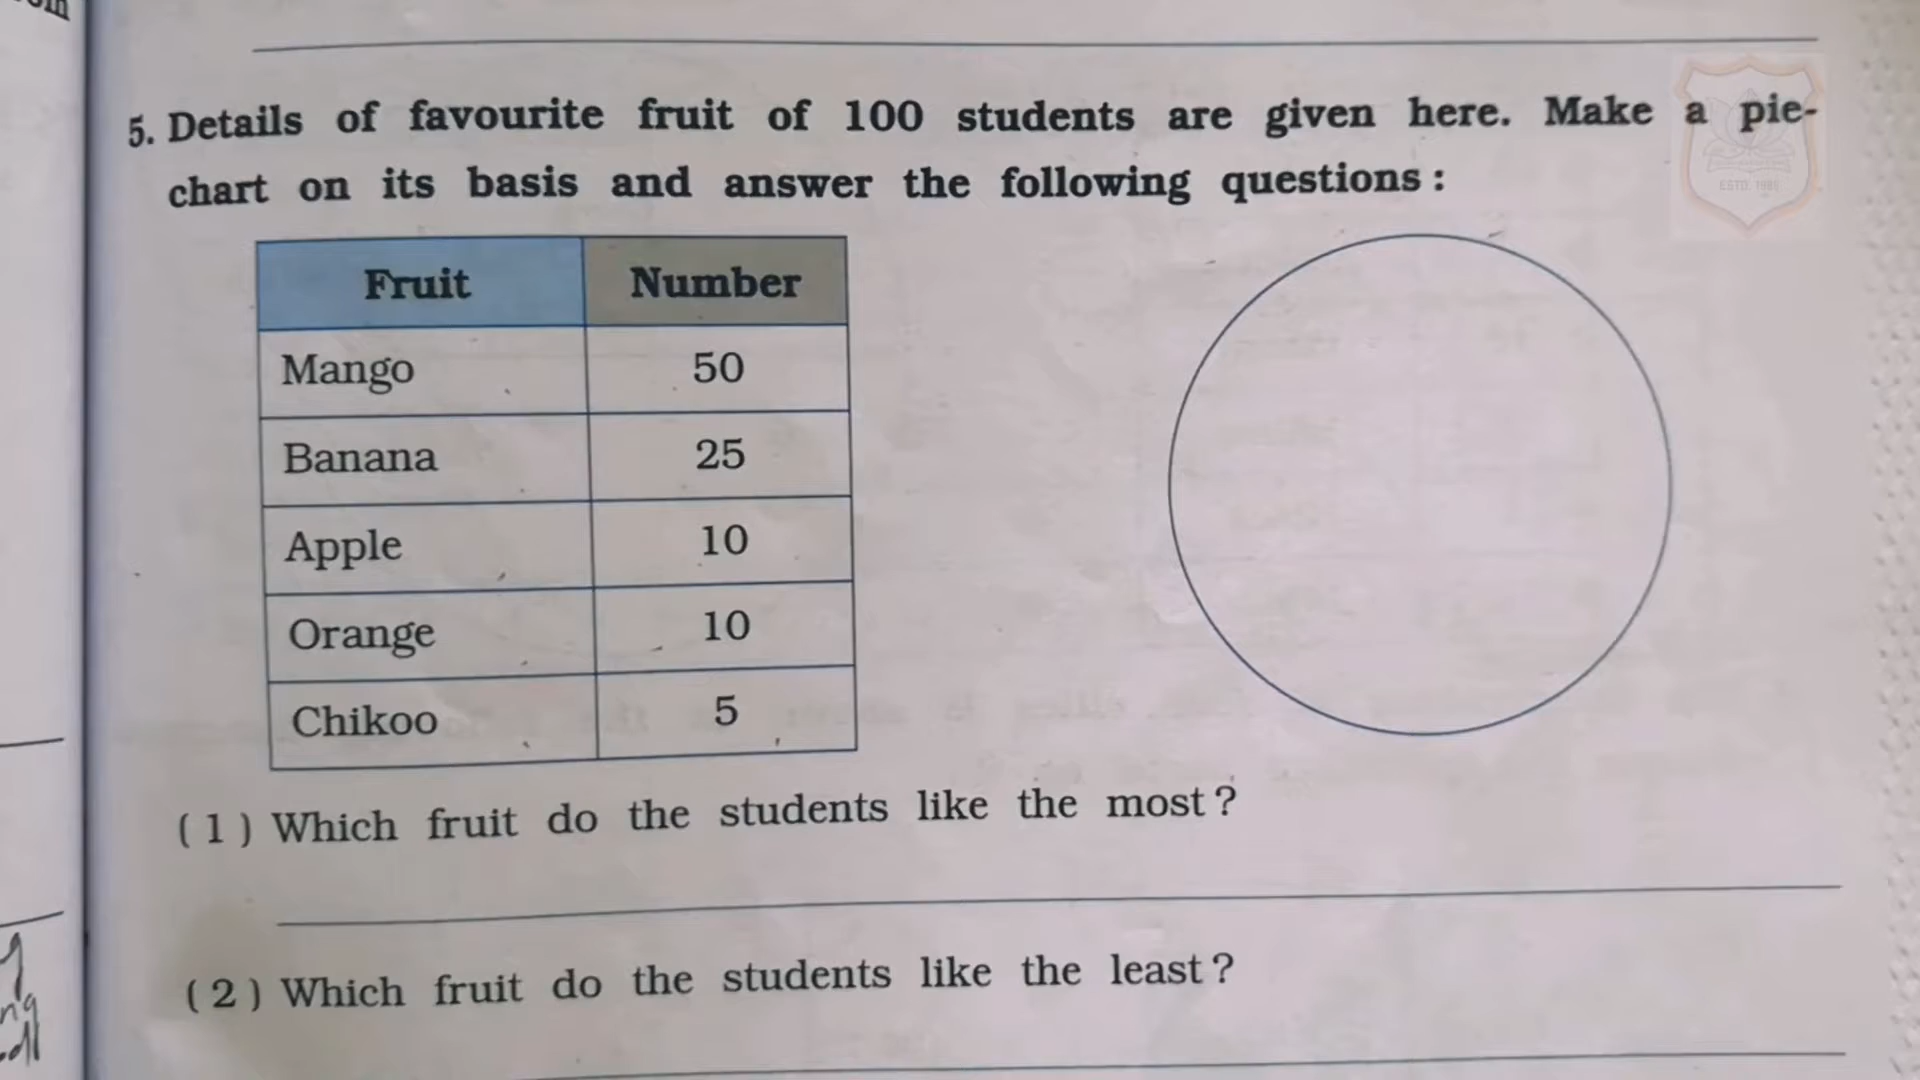 5. Details of favourite fruit of 100 students are given here. Make a pie-
chart on its basis and answer the following questions :
Fruit Number
Mango 50
Banana 25
Apple 10
Orange 10
Chikoo 5
(1) Which fruit do the students like the most?
(2) Which fruit do the students like the least?